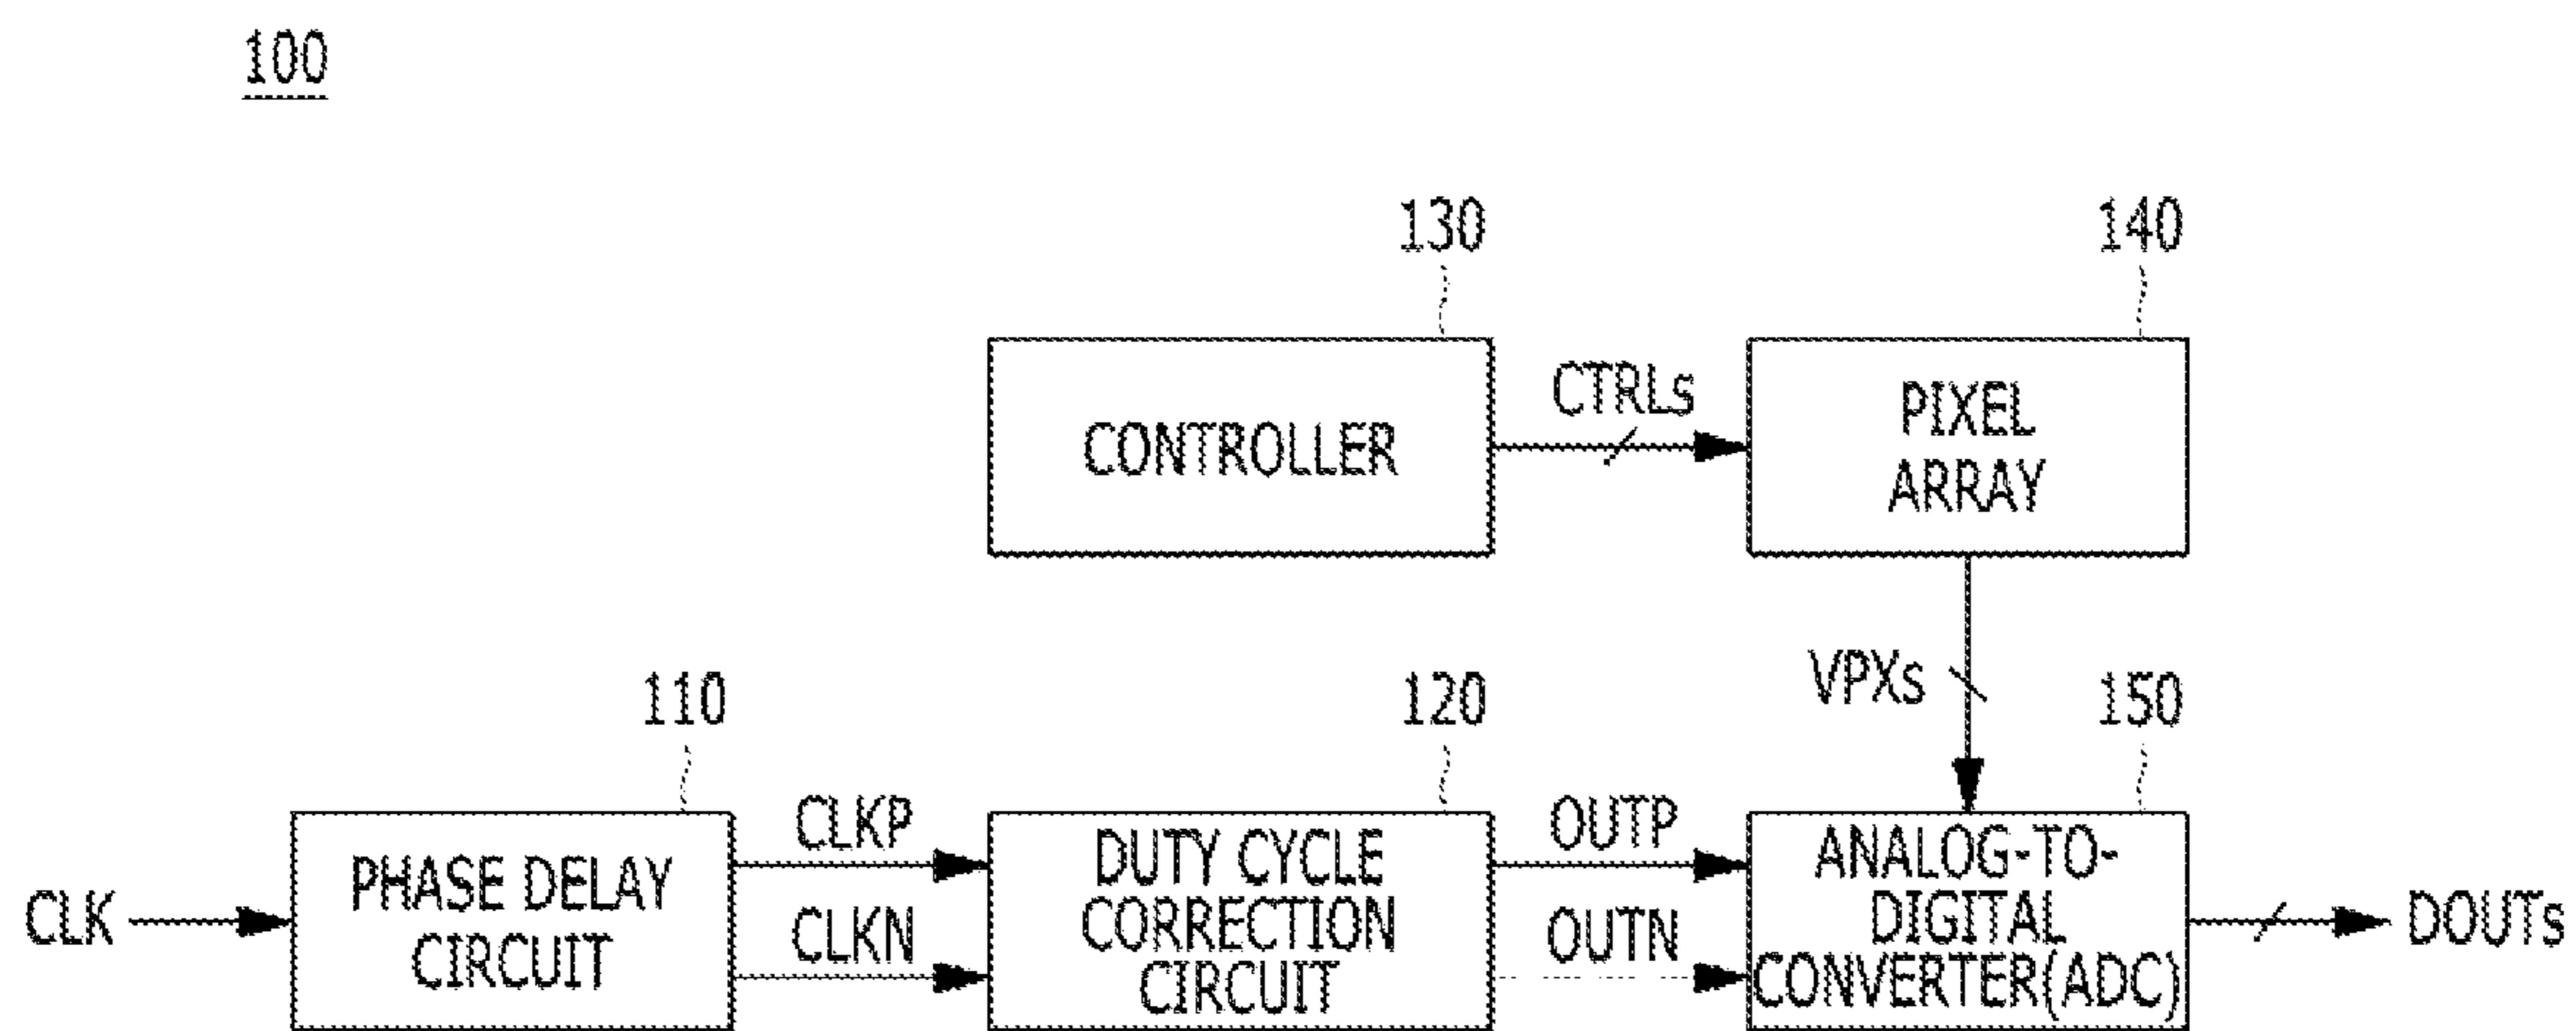 100
130
140
CONTROLLER
CTRLs
PIXEL
ARRAY
VPXs
110
120
150
CLK
PHASE DELAY
CIRCUIT
CLKP
CLKN
DUTY CYCLE
CORRECTION
CIRCUIT
OUTP
OUTN
ANALOG-TO-
DIGITAL
CONVERTER(ADC)
DOUTs